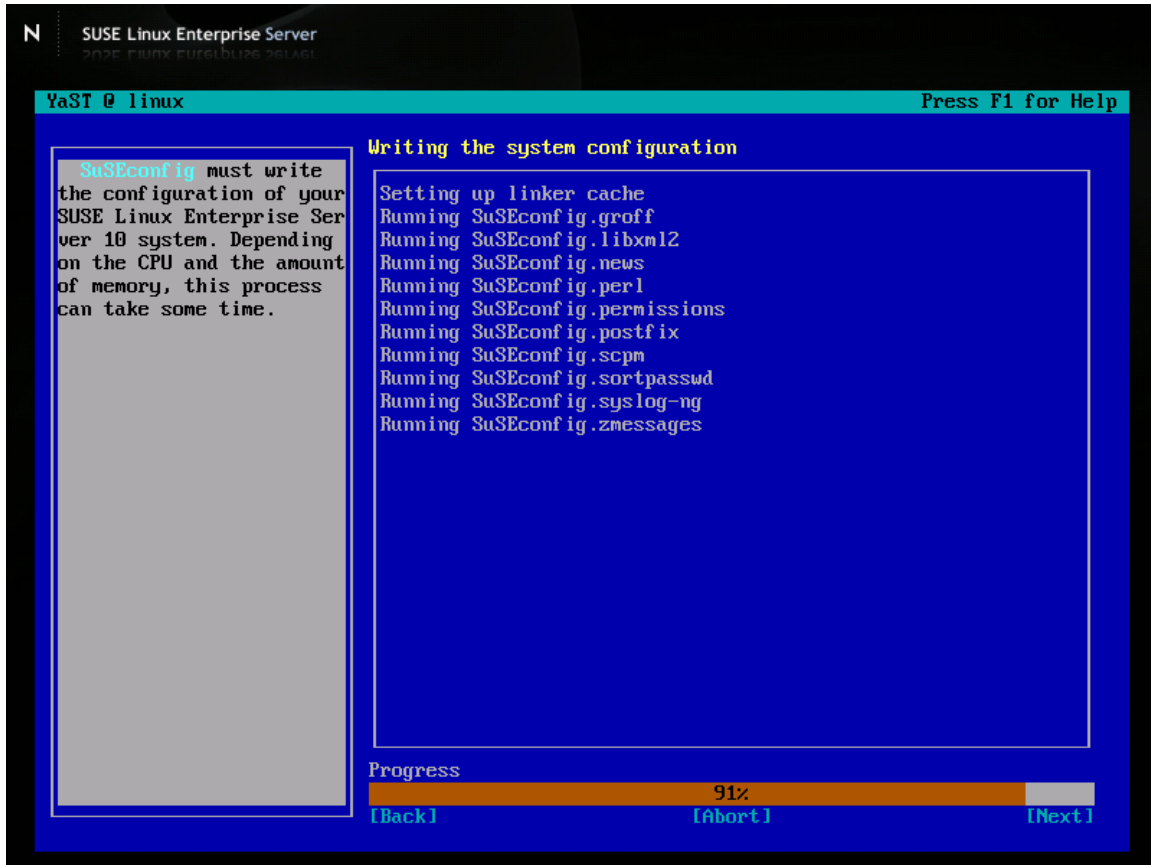 N SUSE Linux Enterprise Server
YaST @ linux Press F1 for Help
Writing the system configuration
SuSEconfig must write
the configuration of your
SUSE Linux Enterprise Ser
ver 10 system. Depending
on the CPU and the amount
of memory, this process
can take some time.
Setting up linker cache
Running SuSEconfig.groff
Running SuSEconfig.libxml2
Running SuSEconfig.news
Running SuSEconfig.perl
Running SuSEconfig.permissions
Running SuSEconfig.postfix
Running SuSEconfig.scpm
Running SuSEconfig.sortpasswd
Running SuSEconfig.syslog-ng
Running SuSEconfig.zmessages
Progress
91%
[Back] [Abort] [Next]